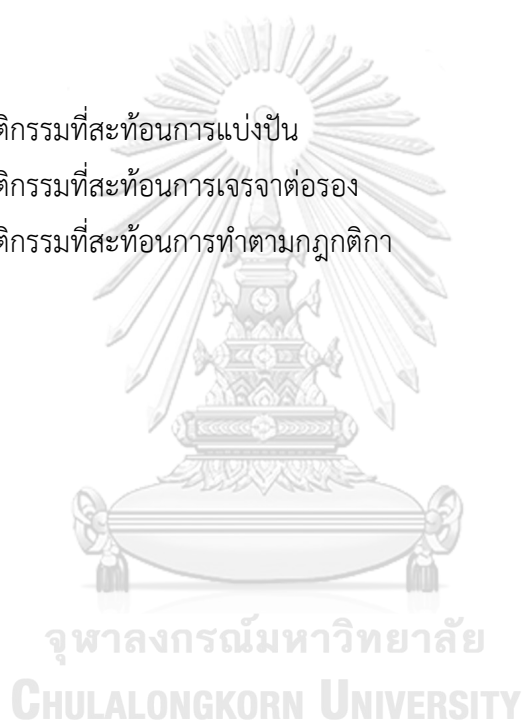 ติกรรมที่สะท้อนการแบ่งปัน
ติกรรมที่สะท้อนการเจรจาต่อรอง
ติกรรมที่สะท้อนการทำตามกฎกติกา
จุฬาลงกรณ์มหาวิทยาลัย
CHULALONGKORN UNIVERSITY